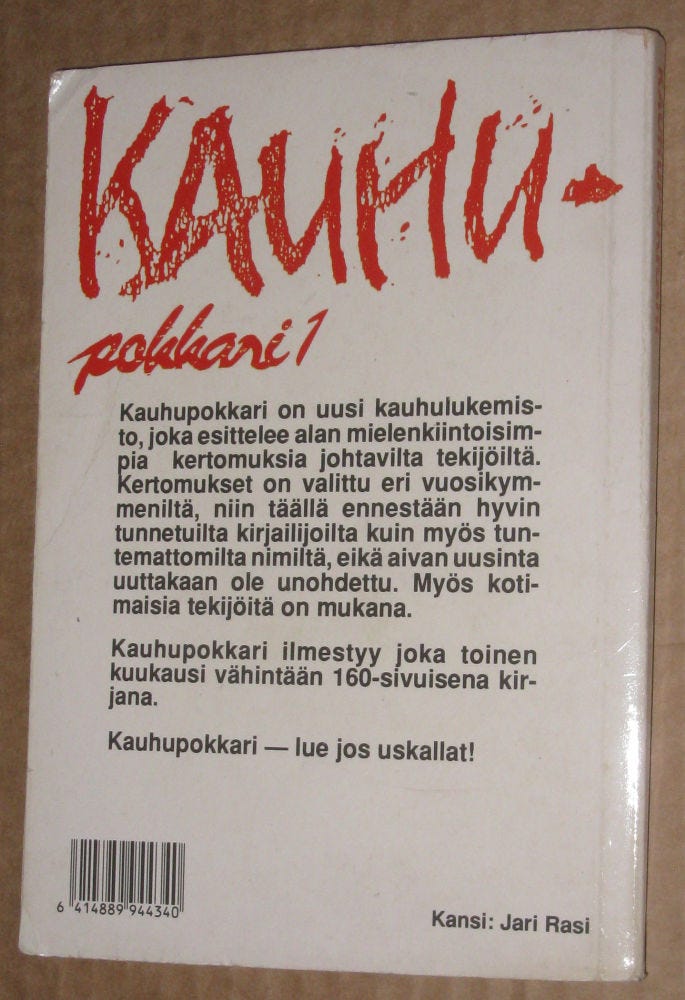 KAUHU-
pokkari 1
Kauhupokkari on uusi kauhulukemis-
to, joka esittelee alan mielenkiintoisim-
pia kertomuksia johtavilta tekijöiltä.
Kertomukset on valittu eri vuosikym-
meniltä, niin täällä ennestään hyvin
tunnetuilta kirjailijoilta kuin myös tun-
temattomilta nimiltä, eikä aivan uusinta
uuttakaan ole unohdettu. Myös koti-
maisia tekijöitä on mukana.
Kauhupokkari ilmestyy joka toinen
kuukausi vähintään 160-sivuisena kir-
jana.
Kauhupokkari — lue jos uskallat!
6 414889 944340
Kansi: Jari Rasi